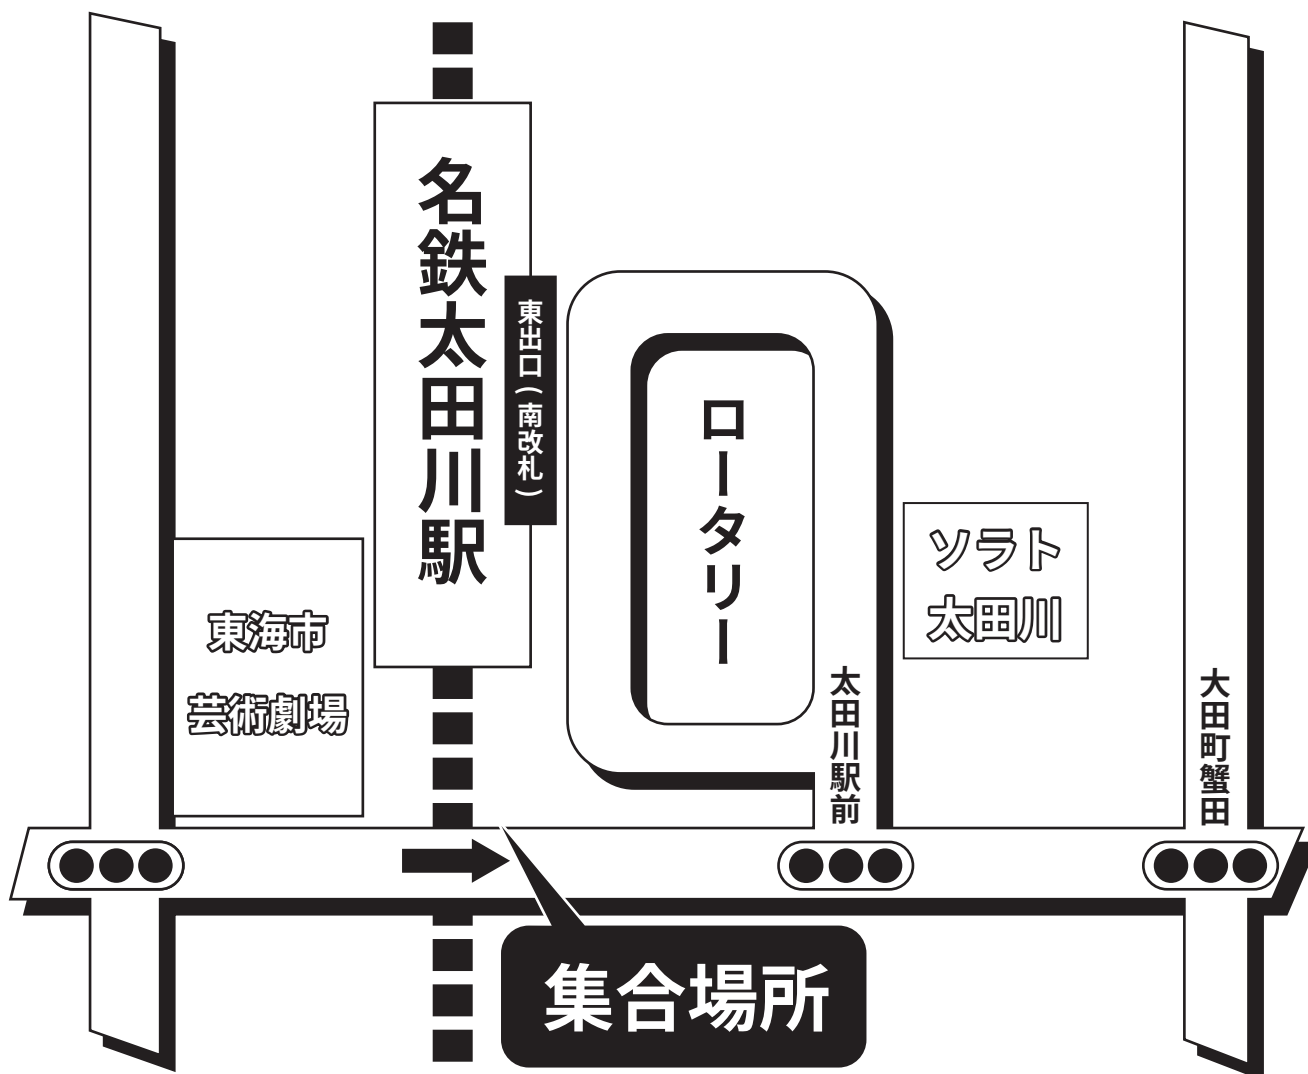 名鉄太田川駅
東出口(南改札)
ロータリー
ソラト
太田川
東海市
芸術劇場
太田川駅前
大田町蟹田
集合場所